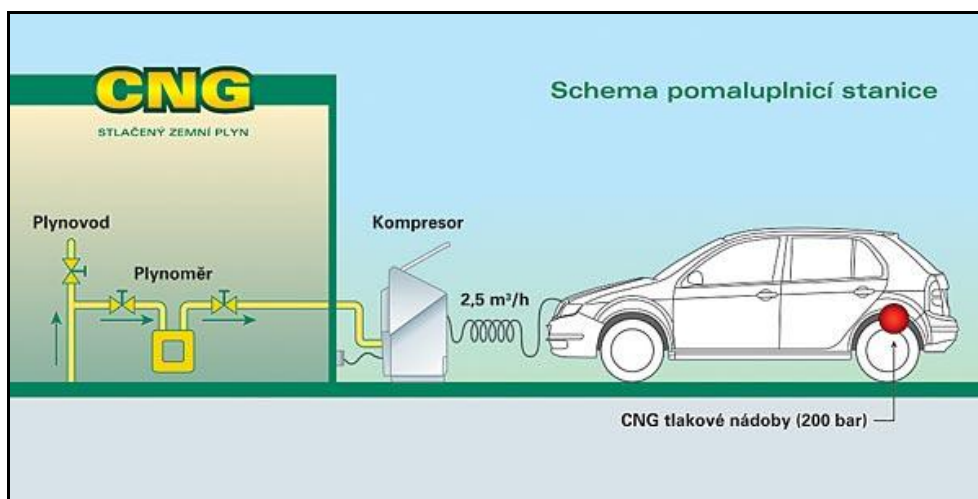 CNG
STLAČENÝ ZEMNÍ PLYN
Schema pomaluplnicí stanice
Plynovod
Kompresor
Plynoměr
2,5 m³/h
CNG tlakové nádoby (200 bar)